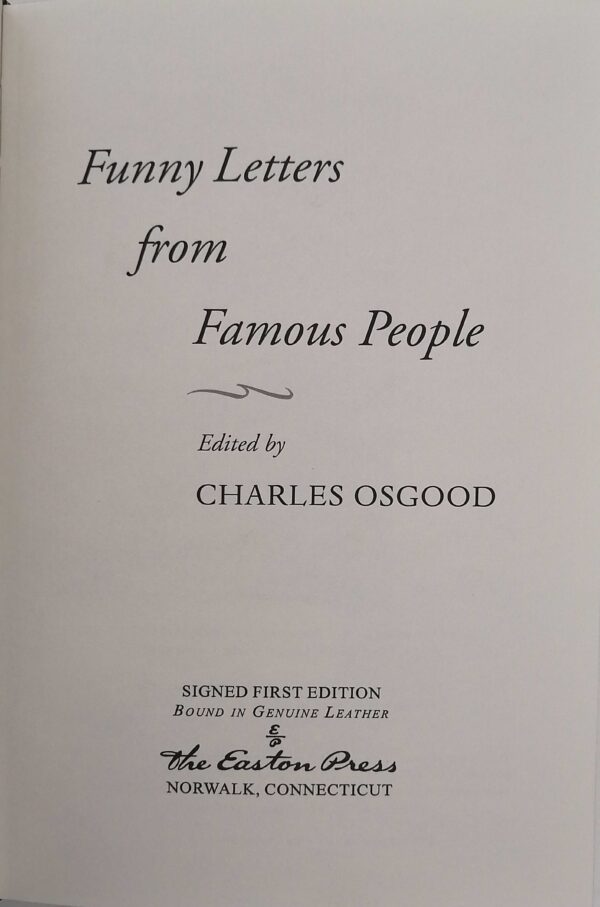 Funny Letters
from
Famous People
Edited by
CHARLES OSGOOD
SIGNED FIRST EDITION
BOUND IN GENUINE LEATHER
E
P
The Easton Press
NORWALK, CONNECTICUT